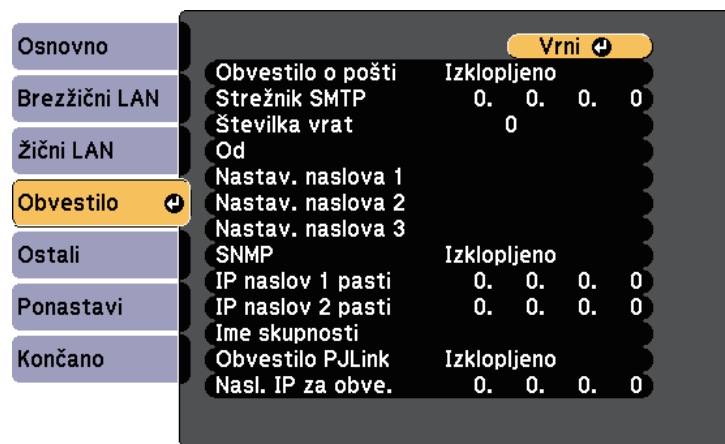 Osnovno
Brezžični LAN
Žični LAN
Obvestilo
Ostali
Ponastavi
Končano
Vrni
Obvestilo o pošti Izklopljeno
Strežnik SMTP 0. 0. 0. 0
Številka vrat 0
Od
Nastav. naslova 1
Nastav. naslova 2
Nastav. naslova 3
SNMP Izklopljeno
IP naslov 1 pasti 0. 0. 0. 0
IP naslov 2 pasti 0. 0. 0. 0
Ime skupnosti
Obvestilo PJLink Izklopljeno
Nasl. IP za obve. 0. 0. 0. 0